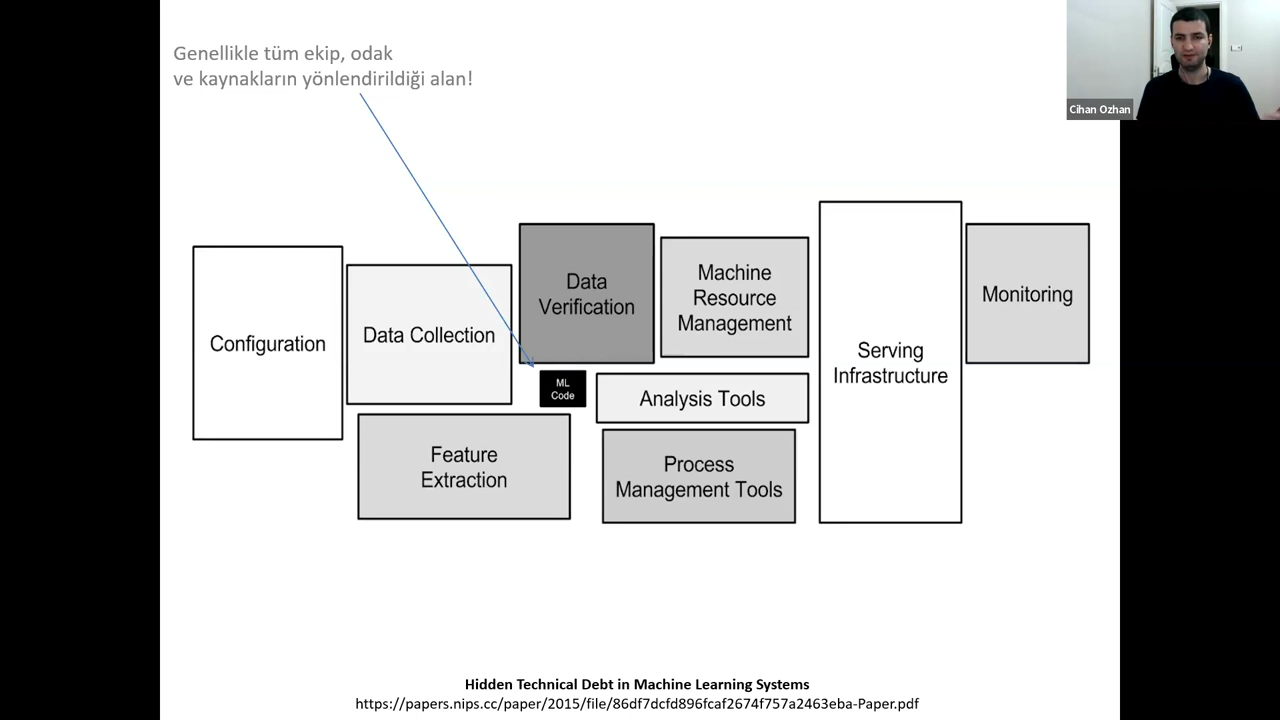 Genellikle tüm ekip, odak
ve kaynakların yönlendirildiği alan!
Cihan Ozhan
Configuration
Data Collection
Data
Verification
Machine
Resource
Management
Serving
Infrastructure
Monitoring
ML
Code
Analysis Tools
Feature
Extraction
Process
Management Tools
Hidden Technical Debt in Machine Learning Systems
https://papers.nips.cc/paper/2015/file/86df7dcfd896fcaf2674f757a2463eba-Paper.pdf